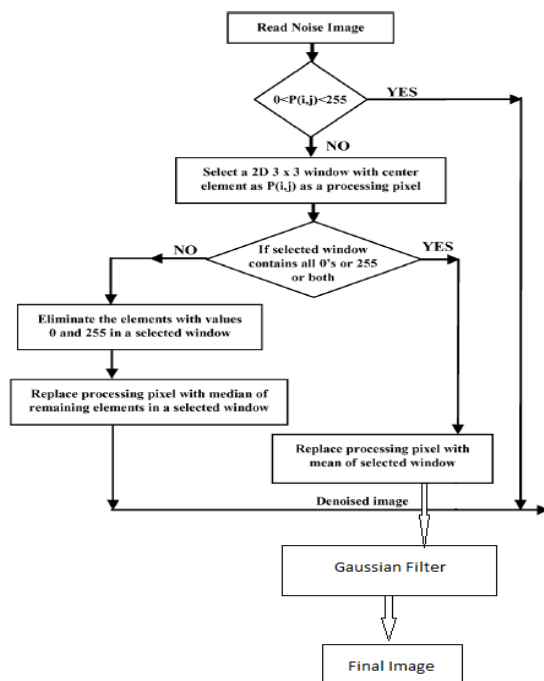 Read Noise Image
0<P(i,j)<255
YES
NO
Select a 2D 3 x 3 window with center
element as P(i,j) as a processing pixel
NO
If selected window
contains all 0's or 255
or both
YES
Eliminate the elements with values
0 and 255 in a selected window
Replace processing pixel with median of
remaining elements in a selected window
Replace processing pixel with
mean of selected window
Denoised image
Gaussian Filter
Final Image